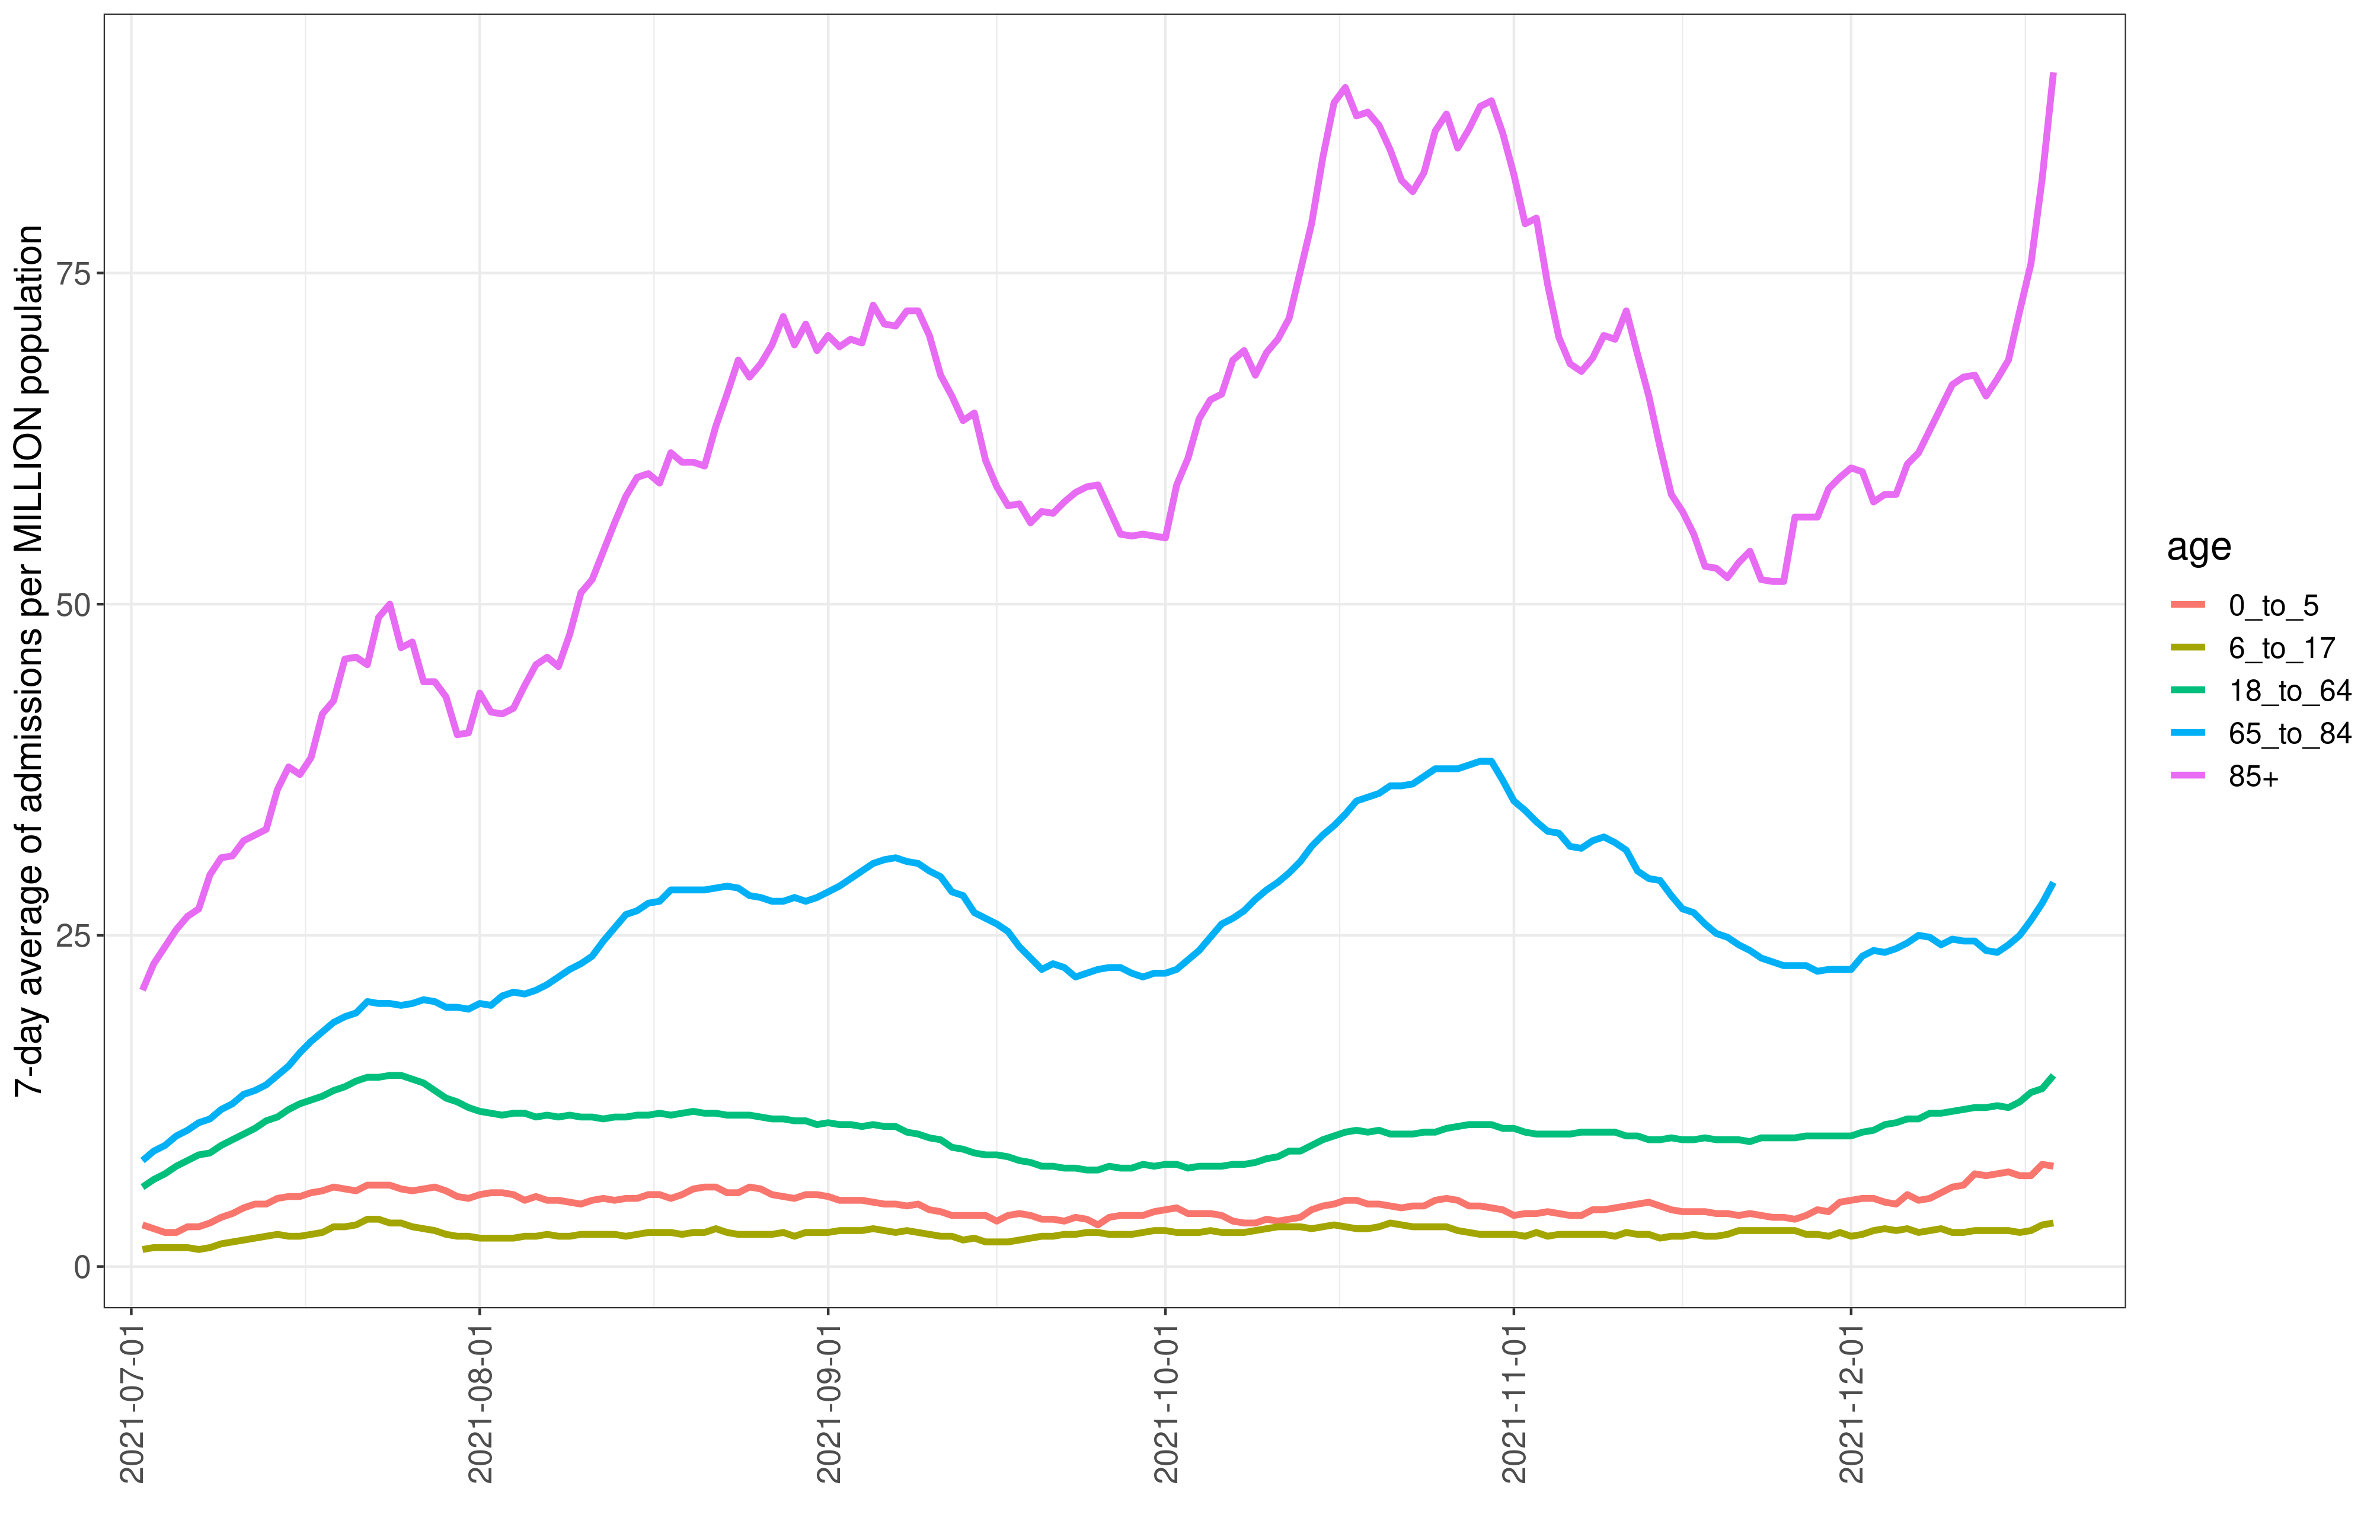 7-day average of admissions per MILLION population
75
50
25
0
2021-07-01
2021-08-01
2021-09-01
2021-10-01
2021-11-01
2021-12-01
age
0_to_5
6_to_17
18_to_64
65_to_84
85+